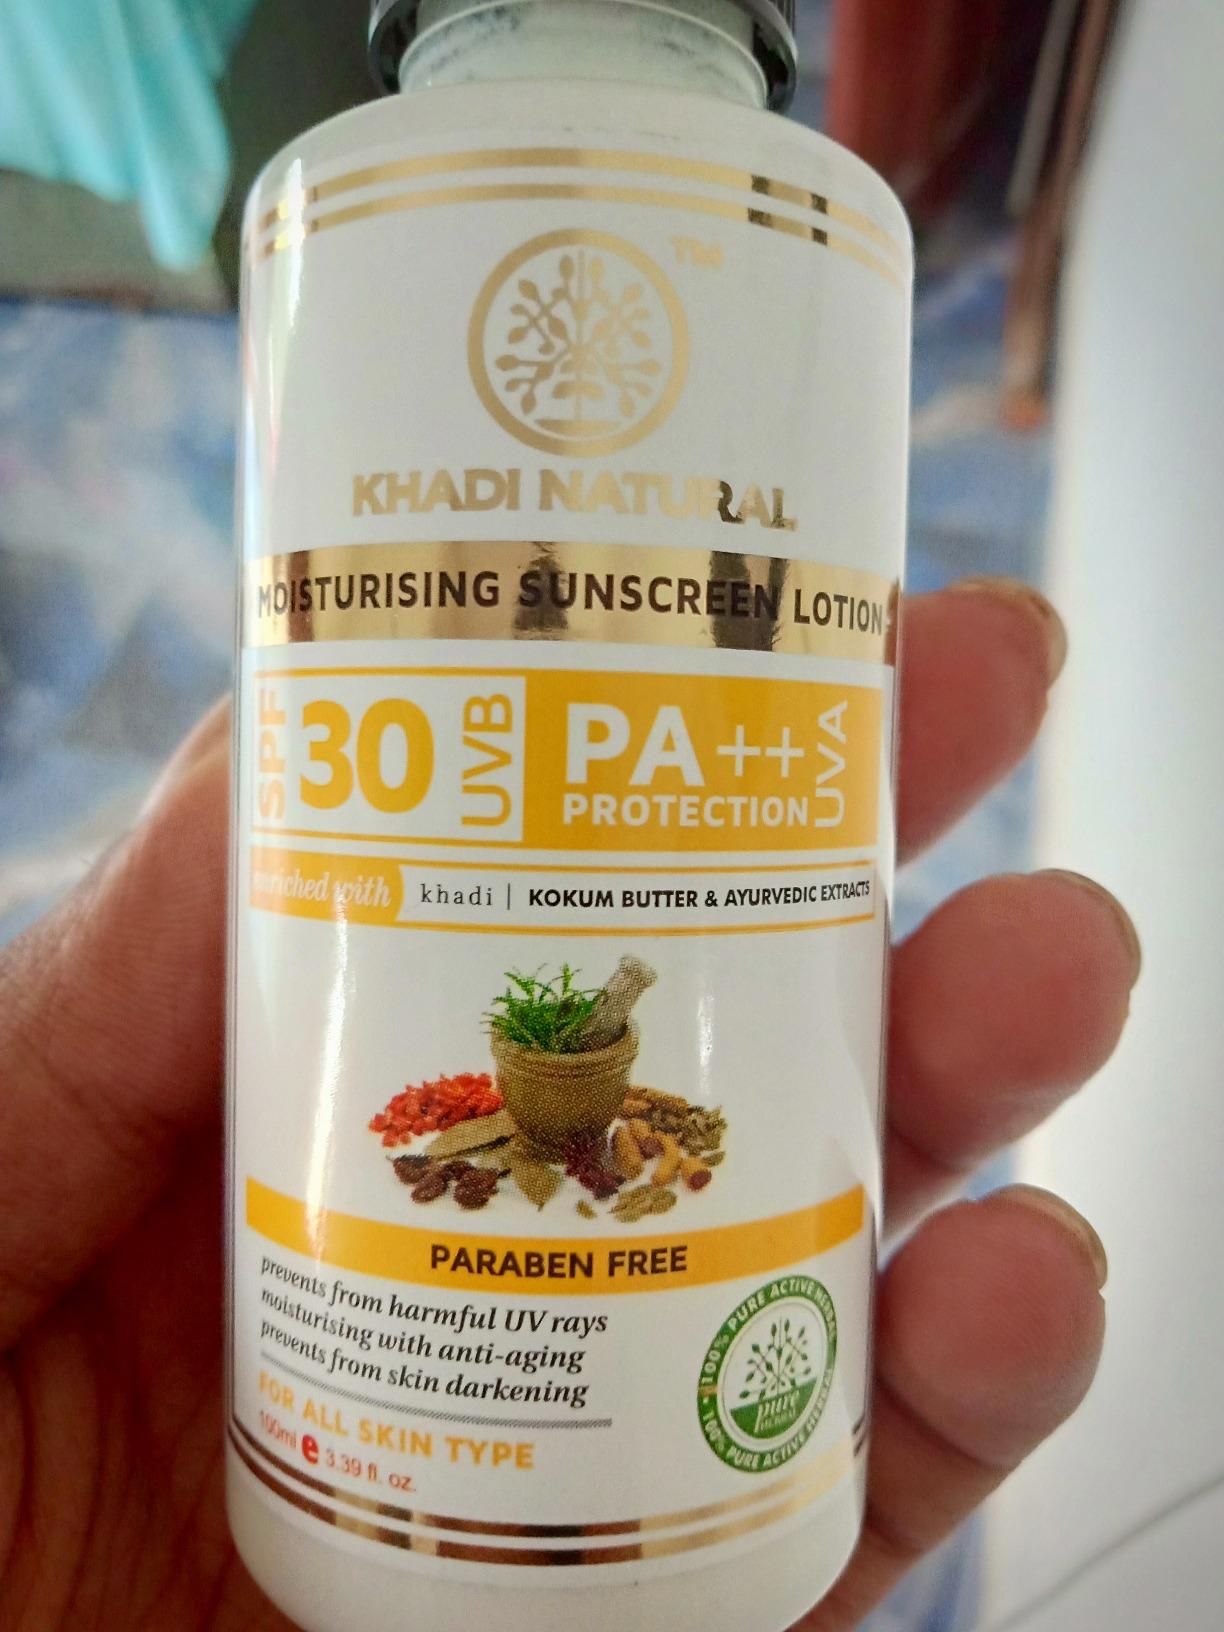 TM
KHADI NATURAL
MOISTURISING SUNSCREEN LOTION
SPF 30 UVB PA++ UVA
PROTECTION
enriched with khadi | KOKUM BUTTER & AYURVEDIC EXTRACTS
PARABEN FREE
prevents from harmful UV rays
moisturising with anti-aging
prevents from skin darkening
FOR ALL SKIN TYPE
100ml e 3.39 fl. oz.
100% PURE ACTIVE HERBAL
pure
HERBAL
100% PURE ACTIVE HERBAL